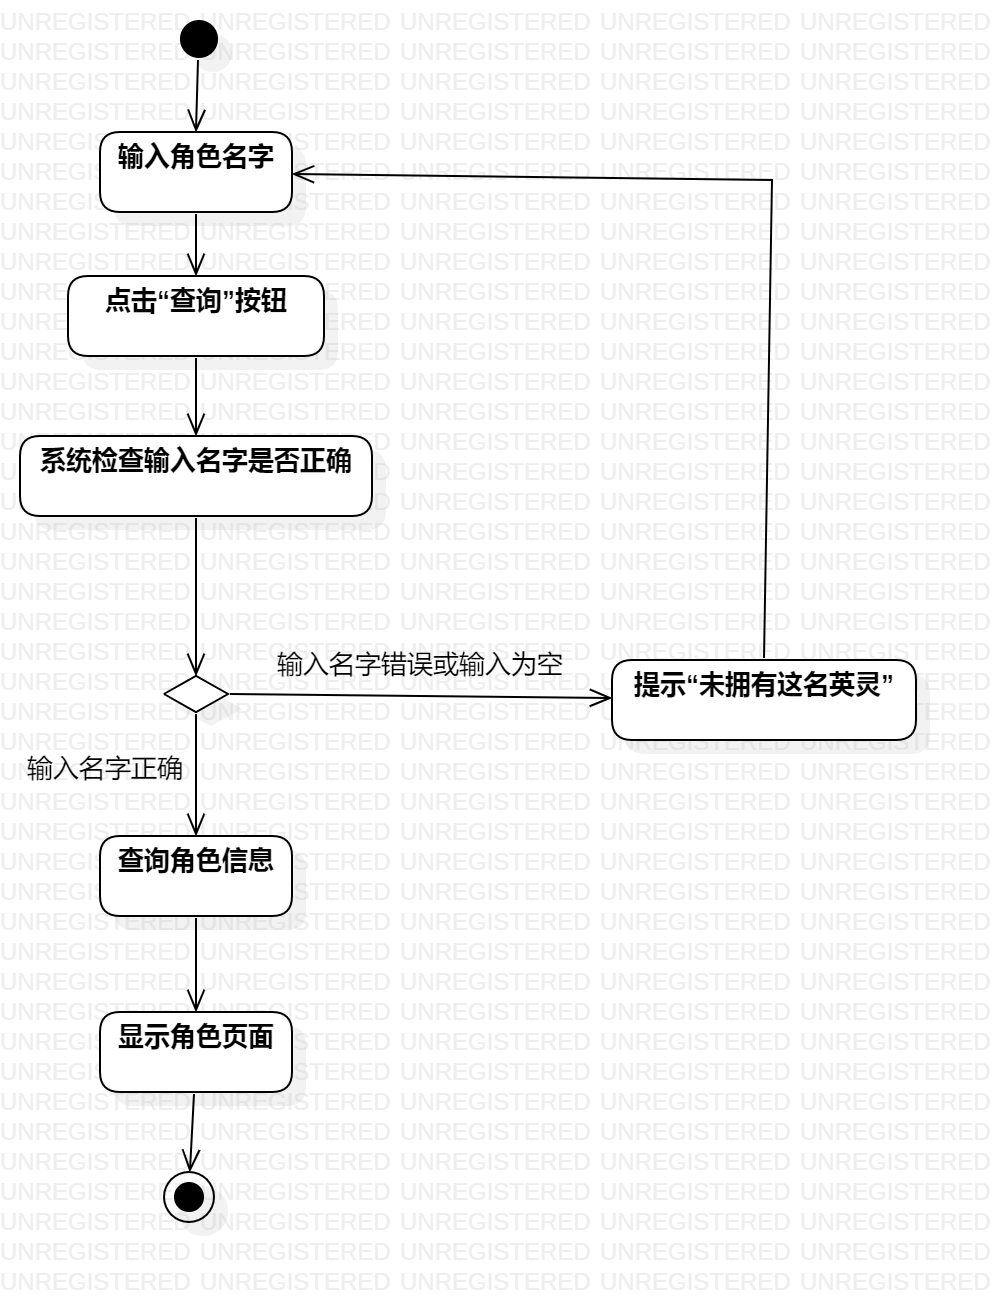 输入角色名字
点击“查询”按钮
系统检查输入名字是否正确
输入名字错误或输入为空
提示“未拥有这名英灵”
输入名字正确
查询角色信息
显示角色页面